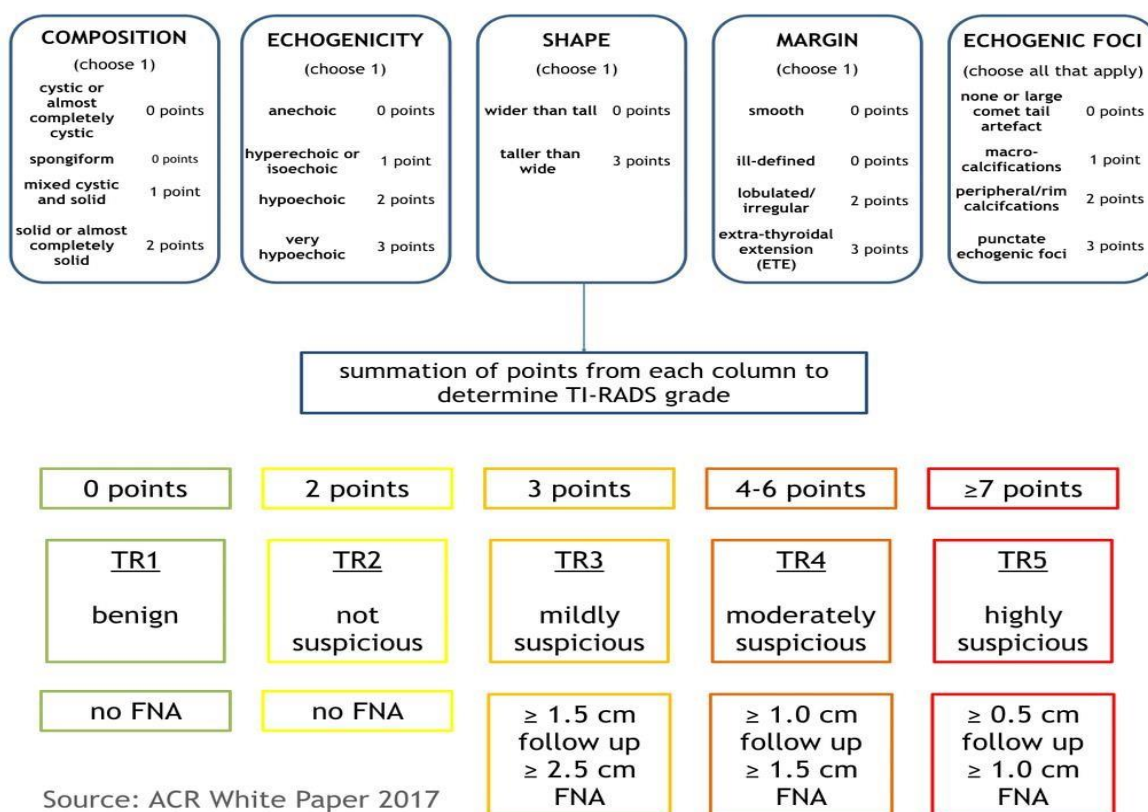 COMPOSITION
(choose 1)
cystic or
almost
completely
cystic
0 points
spongiform
0 points
mixed cystic
and solid
1 point
solid or almost
completely
solid
2 points
ECHOGENICITY
(choose 1)
anechoic
0 points
hyperechoic or
isoechoic
1 point
hypoechoic
2 points
very
hypoechoic
3 points
SHAPE
(choose 1)
wider than tall
0 points
taller than
wide
3 points
MARGIN
(choose 1)
smooth
0 points
ill-defined
0 points
lobulated/
irregular
2 points
extra-thyroidal
extension
(ETE)
3 points
ECHOGENIC FOCI
(choose all that apply)
none or large
comet tail
artefact
0 points
macro-
calcifications
1 point
peripheral/rim
calcifcations
2 points
punctate
echogenic foci
3 points
summation of points from each column to
determine TI-RADS grade
0 points
2 points
3 points
4-6 points
≥7 points
TR1
benign
TR2
not
suspicious
TR3
mildly
suspicious
TR4
moderately
suspicious
TR5
highly
suspicious
no FNA
no FNA
≥ 1.5 cm
follow up
≥ 2.5 cm
FNA
≥ 1.0 cm
follow up
≥ 1.5 cm
FNA
≥ 0.5 cm
follow up
≥ 1.0 cm
FNA
Source: ACR White Paper 2017